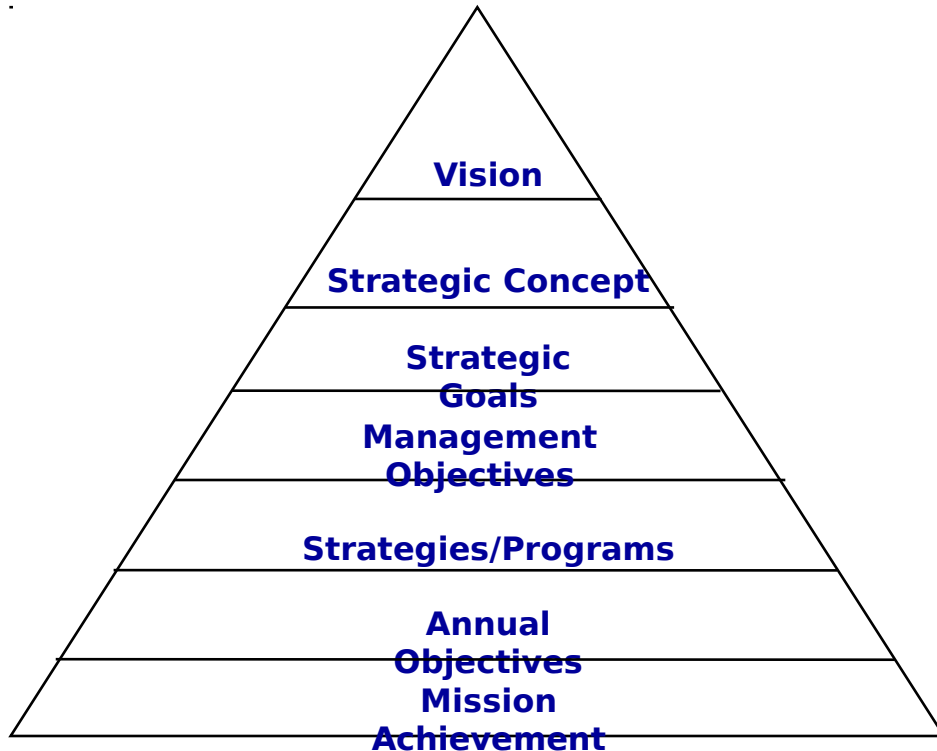 Vision
Strategic Concept
Strategic
Goals
Management
Objectives
Strategies/Programs
Annual
Objectives
Mission
Achievement